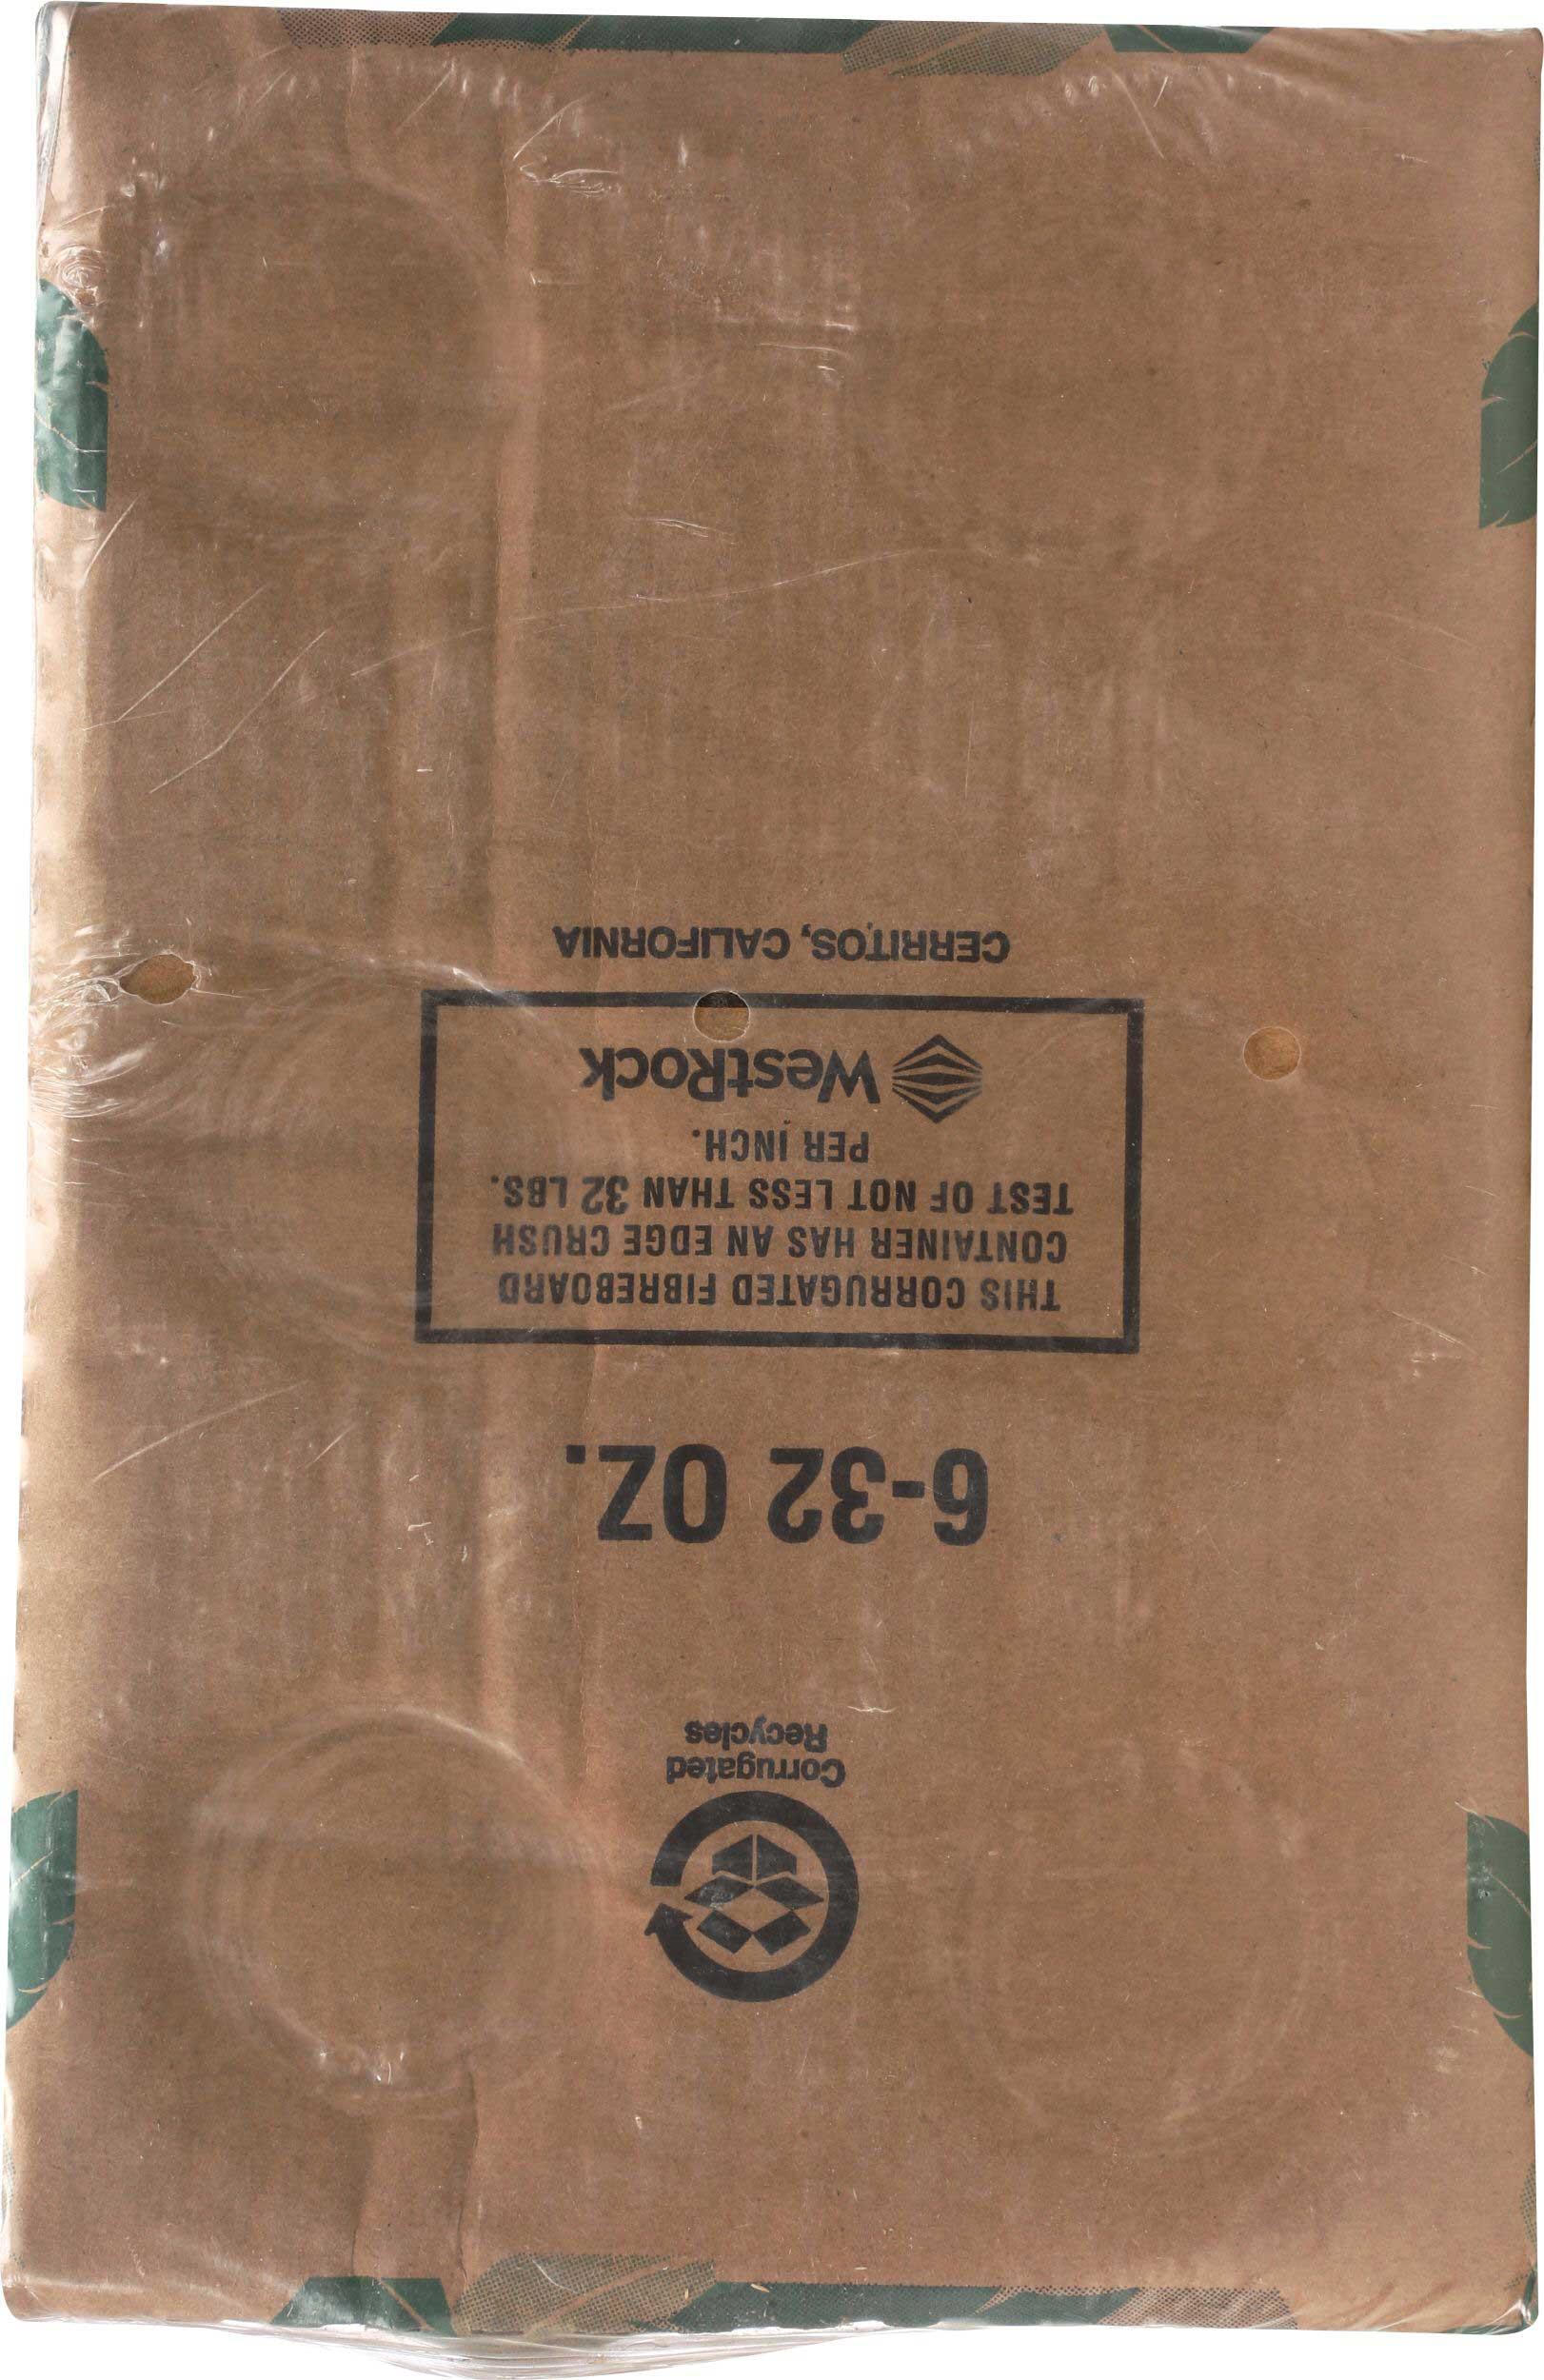 Corrugated
Recycles
6-32 OZ.
THIS CORRUGATED FIBREBOARD
CONTAINER HAS AN EDGE CRUSH
TEST OF NOT LESS THAN 32 LBS.
PER INCH.
WestRock
CERRITOS, CALIFORNIA